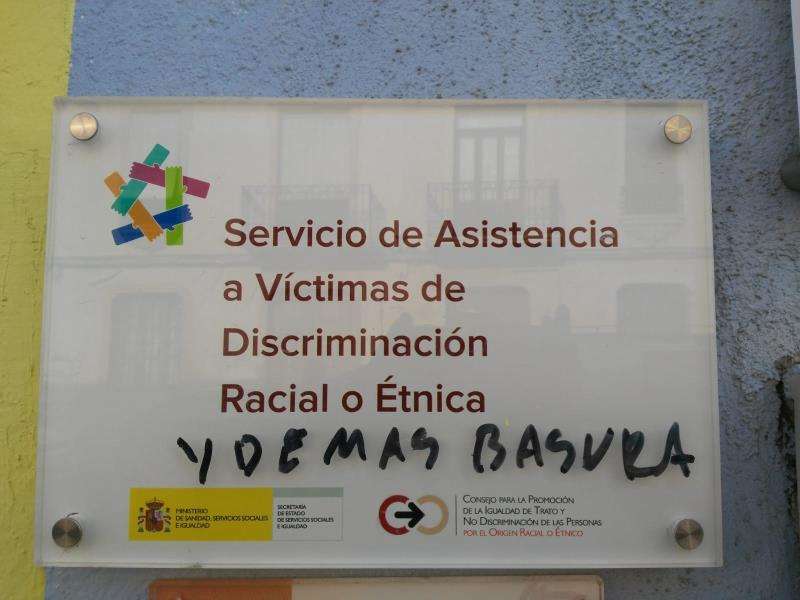 Servicio de Asistencia
a Víctimas de
Discriminación
Racial o Étnica
Y DEMAS BASURA
MINISTERIO
DE SANIDAD, SERVICIOS SOCIALES
E IGUALDAD
SECRETARÍA
DE ESTADO
DE SERVICIOS SOCIALES
E IGUALDAD
CONSEJO PARA LA PROMOCIÓN
DE LA IGUALDAD DE TRATO Y
NO DISCRIMINACIÓN DE LAS PERSONAS
POR EL ORIGEN RACIAL O ÉTNICO